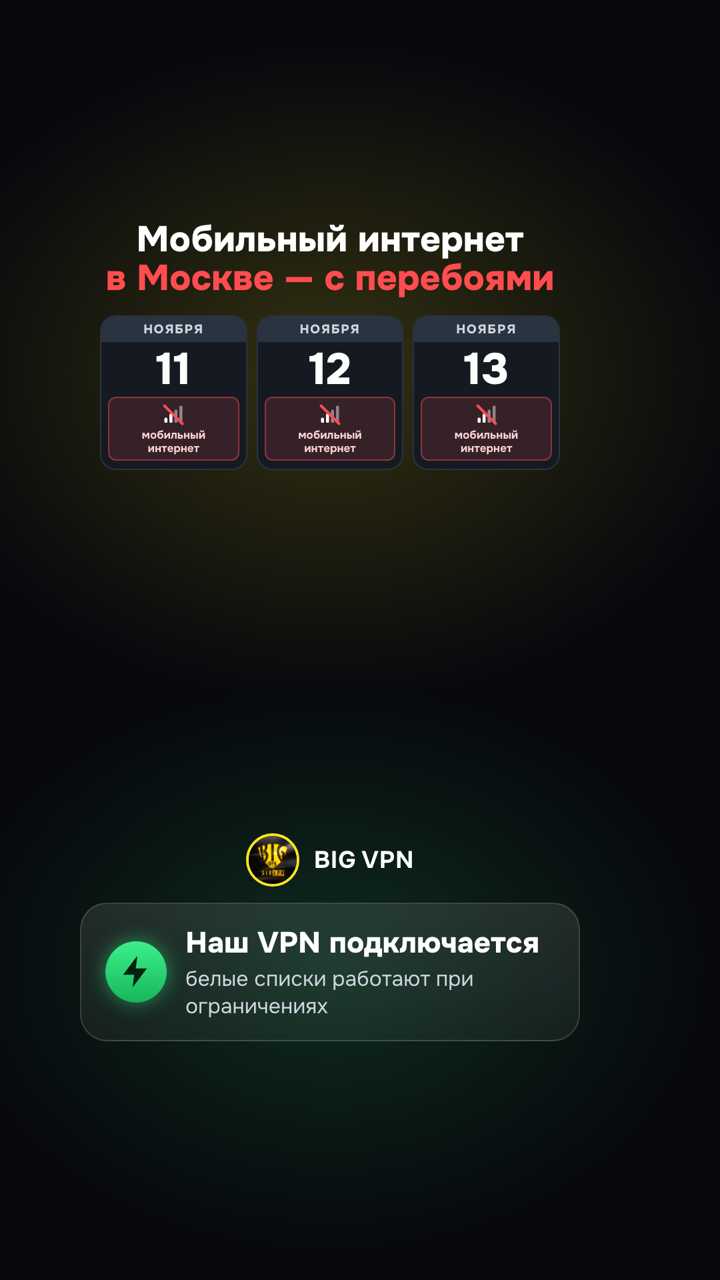 Мобильный интернет
в Москве — с перебоями
НОЯБРЯ
11
мобильный
интернет
НОЯБРЯ
12
мобильный
интернет
НОЯБРЯ
13
мобильный
интернет
BIG
BIG VPN
Наш VPN подключается
белые списки работают при
ограничениях